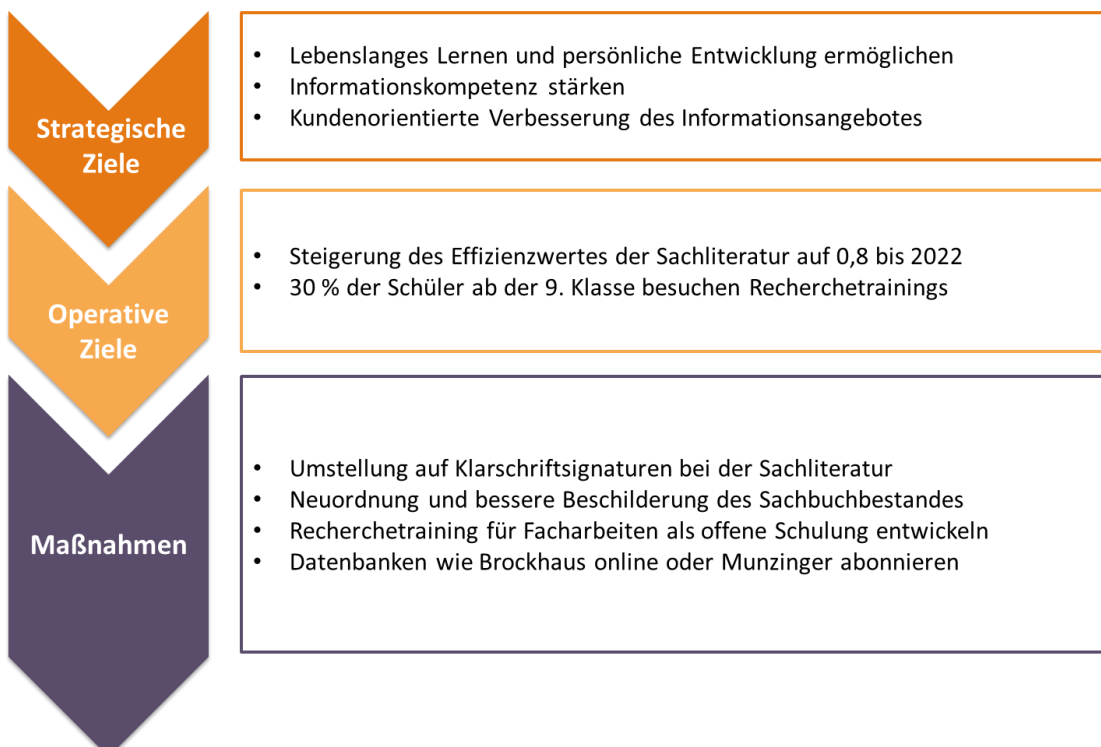 Strategische
Ziele
• Lebenslanges Lernen und persönliche Entwicklung ermöglichen
• Informationskompetenz stärken
• Kundenorientierte Verbesserung des Informationsangebotes
Operative
Ziele
• Steigerung des Effizienzwertes der Sachliteratur auf 0,8 bis 2022
• 30 % der Schüler ab der 9. Klasse besuchen Recherchetrainings
Maßnahmen
• Umstellung auf Klarschriftsignaturen bei der Sachliteratur
• Neuordnung und bessere Beschilderung des Sachbuchbestandes
• Recherchetraining für Facharbeiten als offene Schulung entwickeln
• Datenbanken wie Brockhaus online oder Munzinger abonnieren